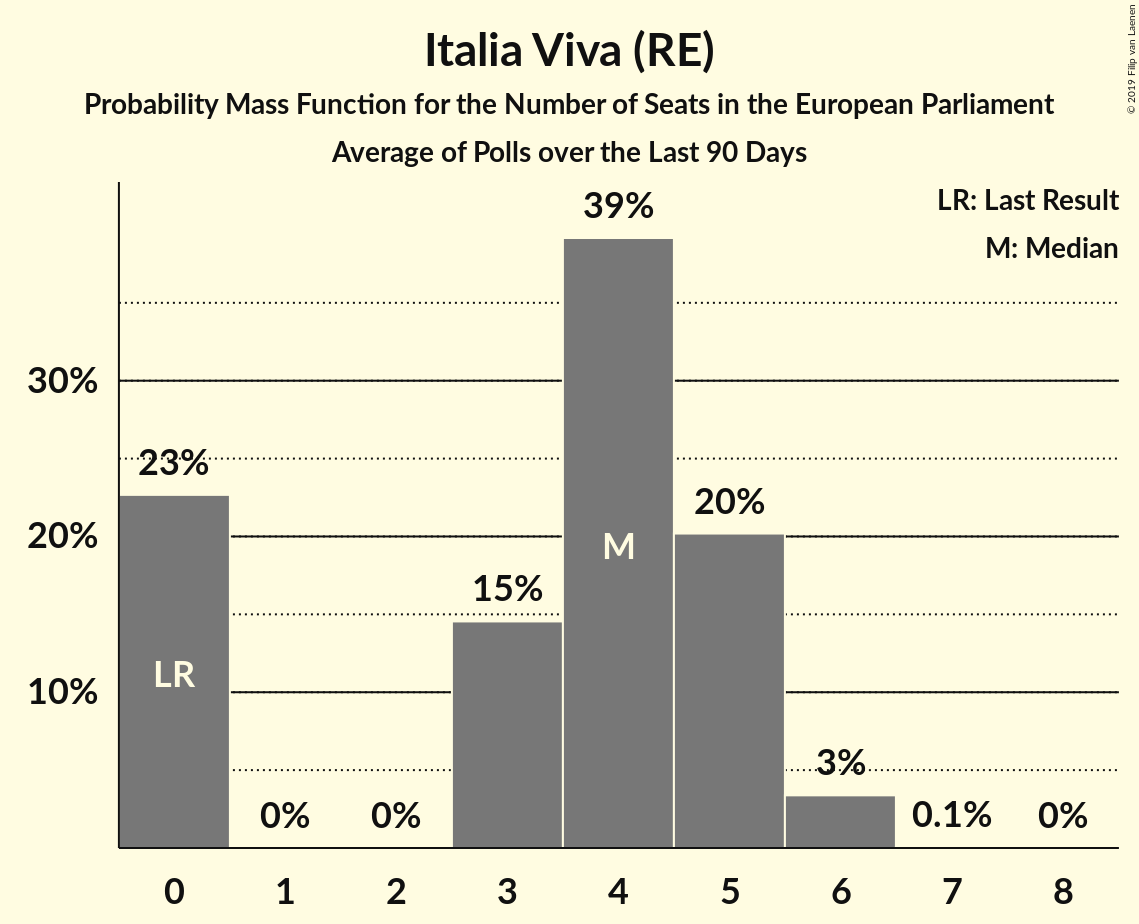 Italia Viva (RE)
Probability Mass Function for the Number of Seats in the European Parliament
Average of Polls over the Last 90 Days
© 2019 Filip van Laenen
LR: Last Result
M: Median
39%
30%
23%
20%
20%
M
15%
LR
10%
3%
0%
0%
0.1%
0%
0 1 2 3 4 5 6 7 8